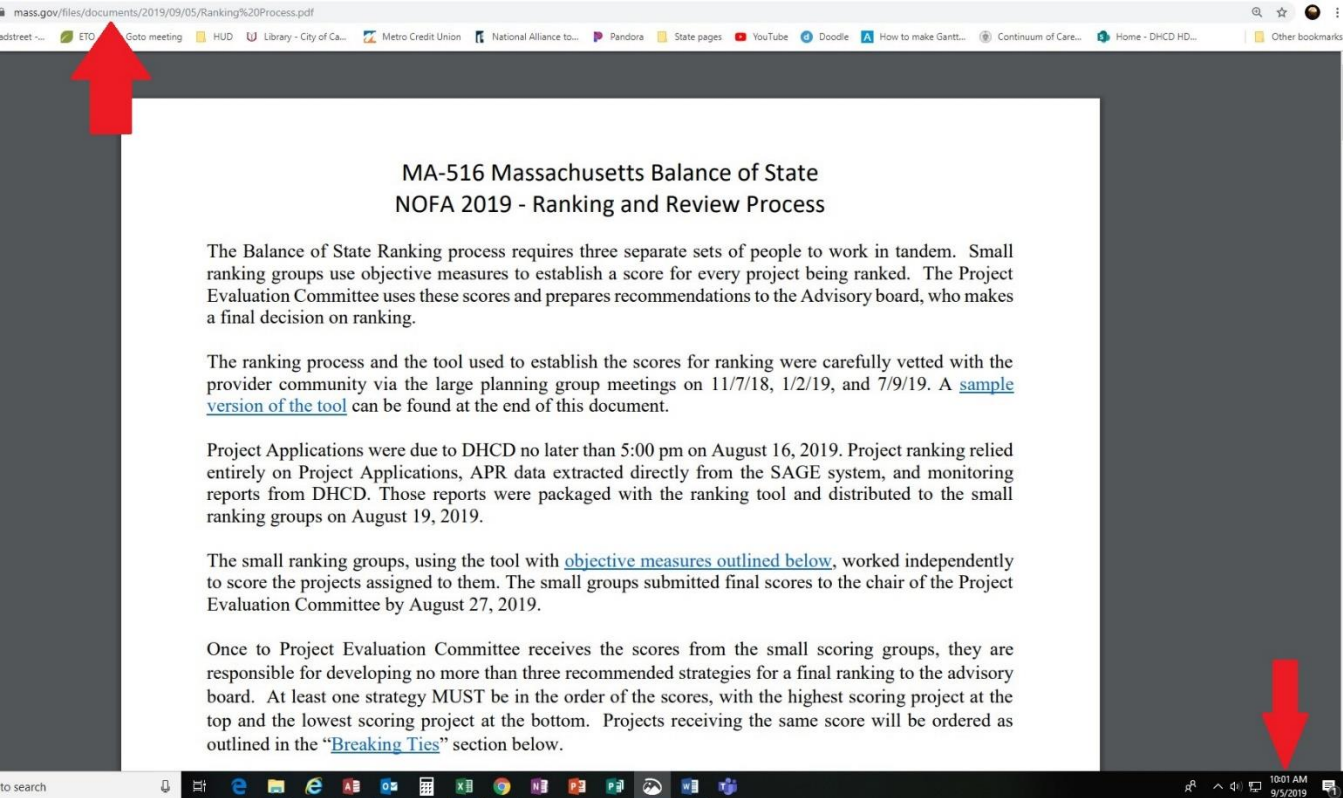 mass.gov/files/documents/2019/09/05/Ranking%20Process.pdf
adstreet -... ETO Goto meeting HUD Library - City of Ca... Metro Credit Union National Alliance to... Pandora State pages YouTube Doodle How to make Gantt... Continuum of Care... Home - DHCD HD... Other bookmarks
MA-516 Massachusetts Balance of State
NOFA 2019 - Ranking and Review Process
The Balance of State Ranking process requires three separate sets of people to work in tandem. Small
ranking groups use objective measures to establish a score for every project being ranked. The Project
Evaluation Committee uses these scores and prepares recommendations to the Advisory board, who makes
a final decision on ranking.
The ranking process and the tool used to establish the scores for ranking were carefully vetted with the
provider community via the large planning group meetings on 11/7/18, 1/2/19, and 7/9/19. A sample
version of the tool can be found at the end of this document.
Project Applications were due to DHCD no later than 5:00 pm on August 16, 2019. Project ranking relied
entirely on Project Applications, APR data extracted directly from the SAGE system, and monitoring
reports from DHCD. Those reports were packaged with the ranking tool and distributed to the small
ranking groups on August 19, 2019.
The small ranking groups, using the tool with objective measures outlined below, worked independently
to score the projects assigned to them. The small groups submitted final scores to the chair of the Project
Evaluation Committee by August 27, 2019.
Once to Project Evaluation Committee receives the scores from the small scoring groups, they are
responsible for developing no more than three recommended strategies for a final ranking to the advisory
board. At least one strategy MUST be in the order of the scores, with the highest scoring project at the
top and the lowest scoring project at the bottom. Projects receiving the same score will be ordered as
outlined in the “Breaking Ties” section below.
to search
10:01 AM
9/5/2019